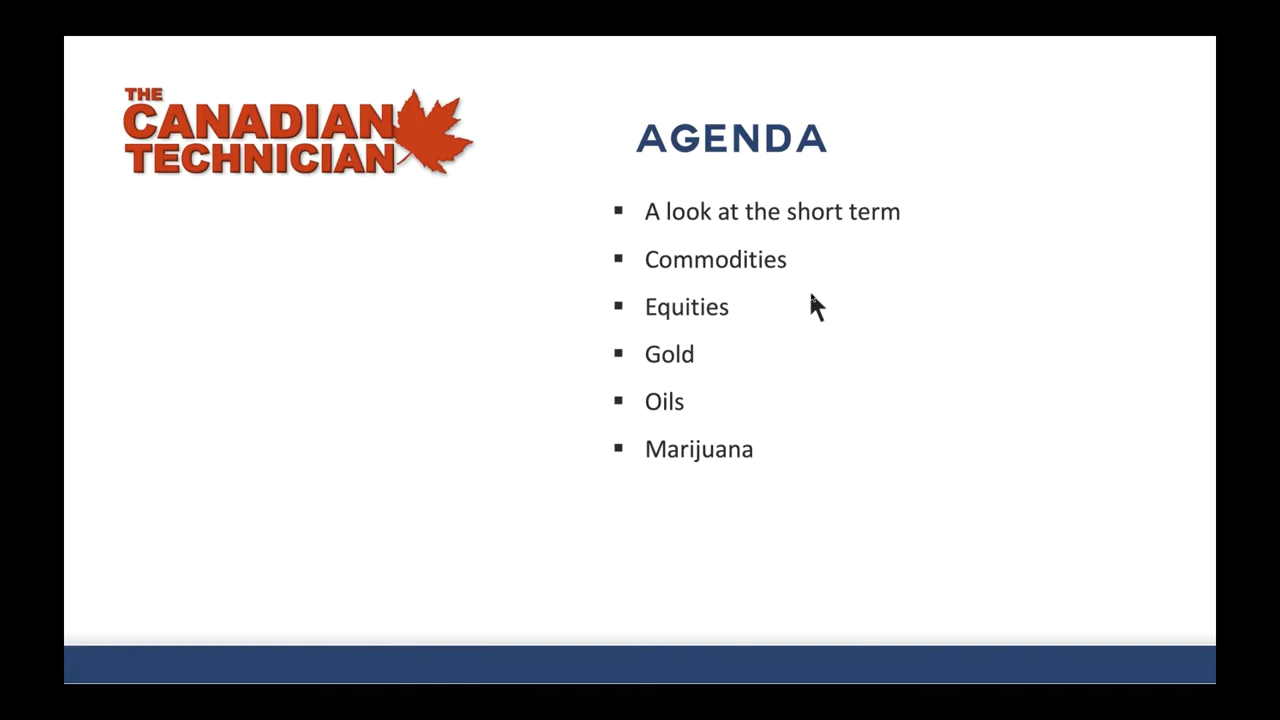 THE
CANADIAN
TECHNICIAN
AGENDA
A look at the short term
Commodities
Equities
Gold
Oils
Marijuana